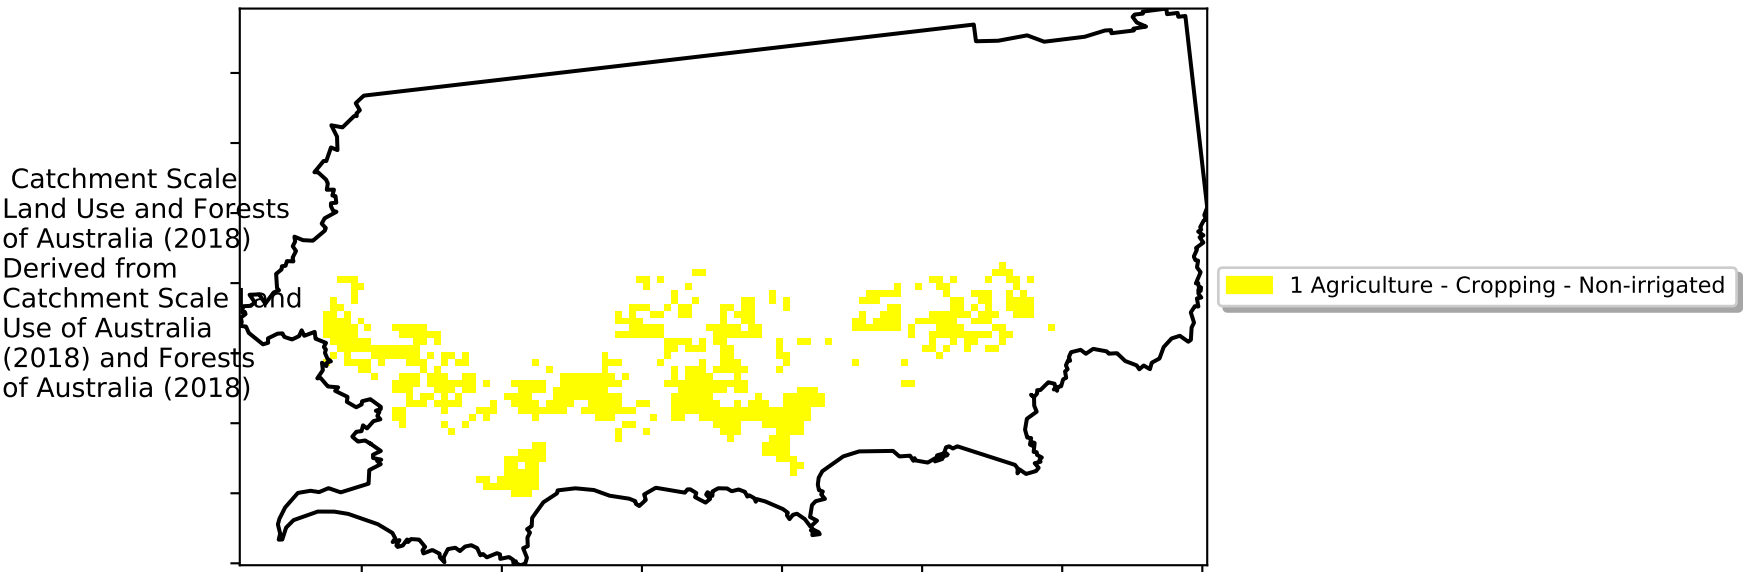 Catchment Scale
Land Use and Forests
of Australia (2018)
Derived from
Catchment Scale Land
Use of Australia
(2018) and Forests
of Australia (2018)
1 Agriculture - Cropping - Non-irrigated